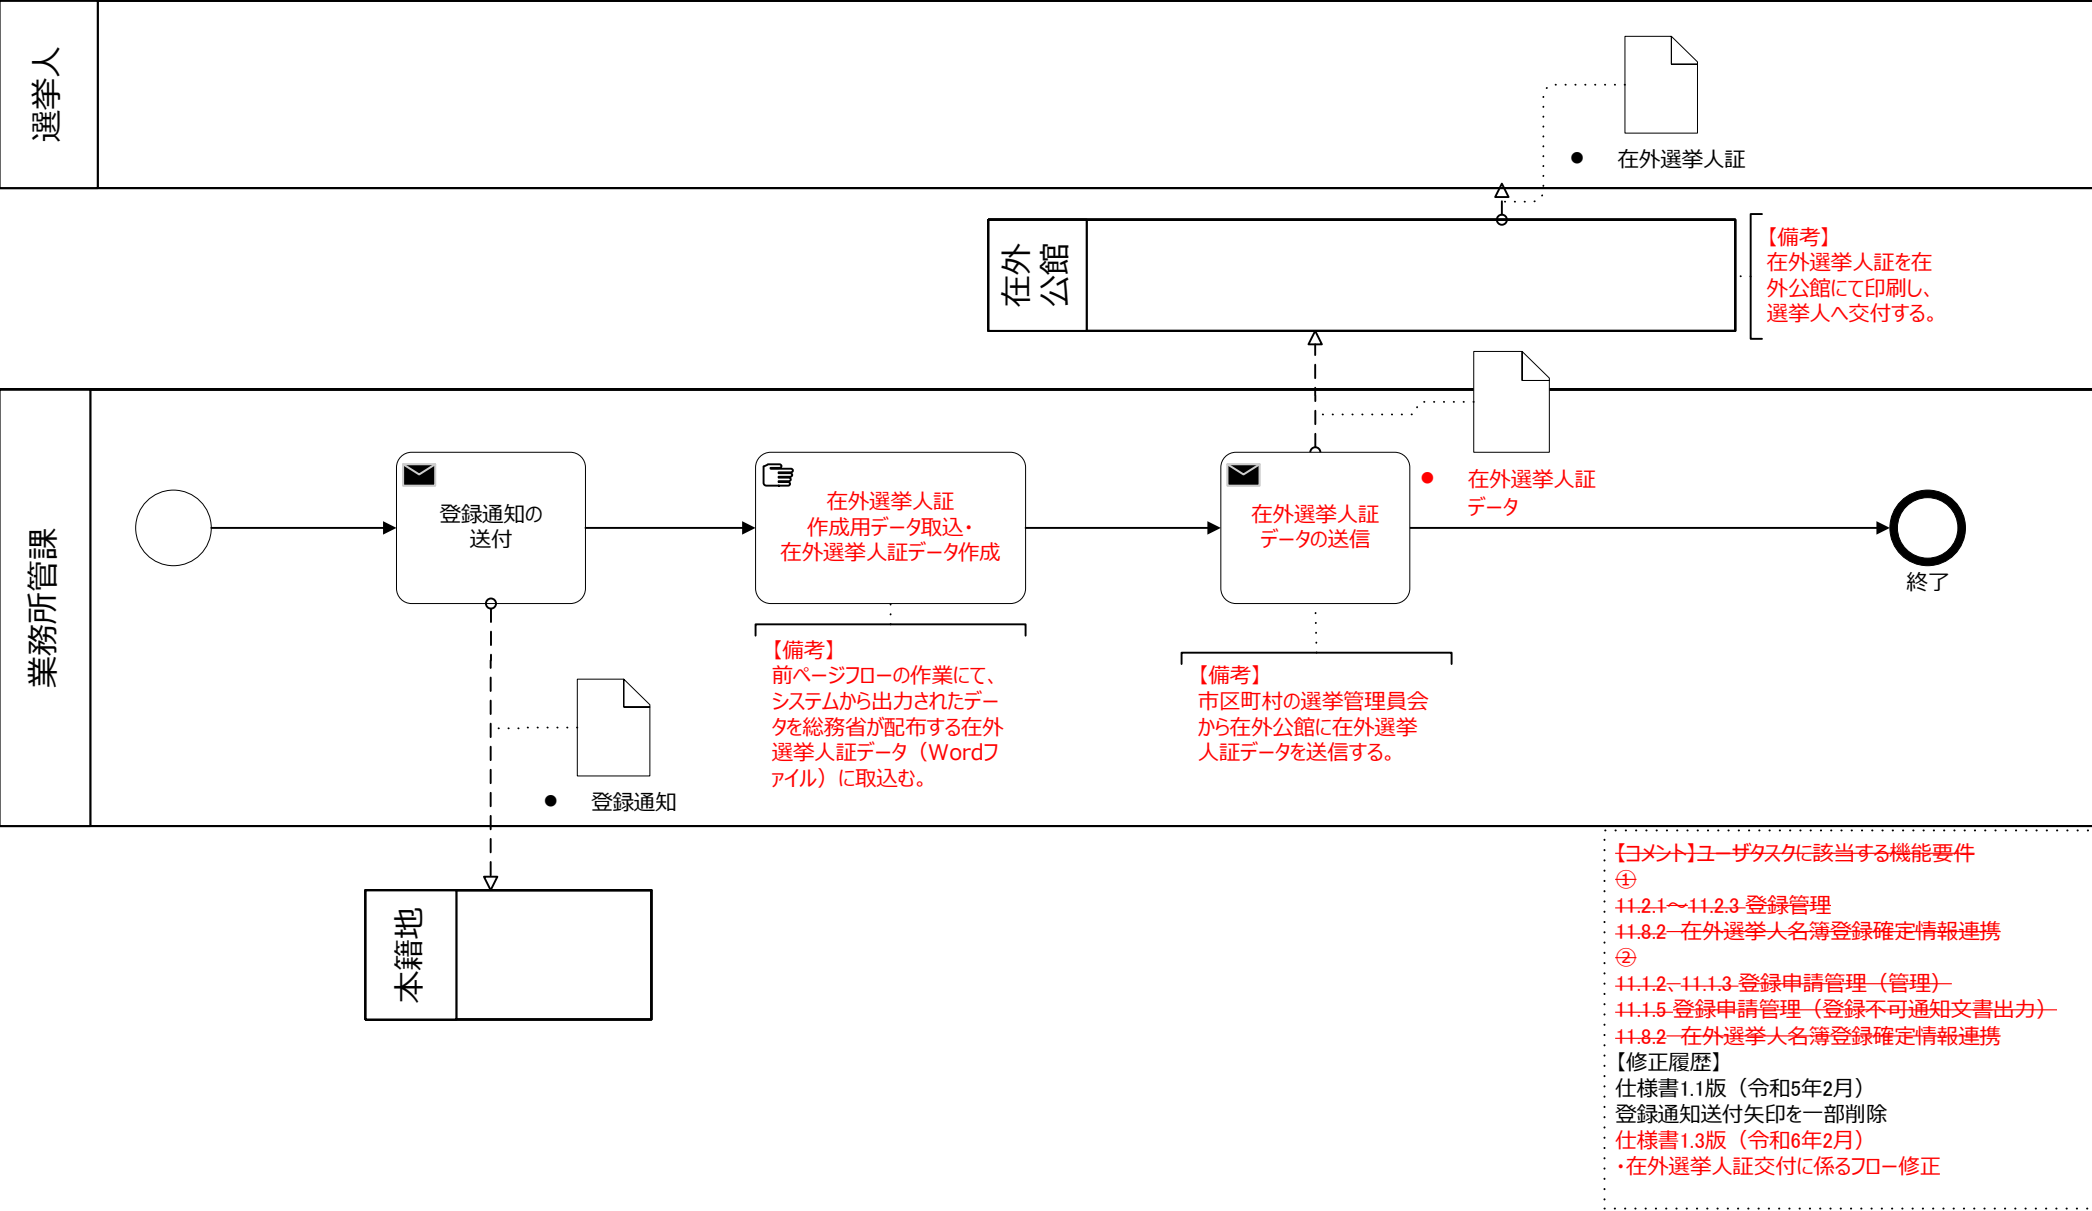 選挙人
● 在外選挙人証
在外
公館
【備考】
在外選挙人証を在
外公館にて印刷し、
選挙人へ交付する。
業務所管課
登録通知の
送付
在外選挙人証
作成用データ取込・
在外選挙人証データ作成
在外選挙人証
データの送信
● 在外選挙人証
データ
終了
【備考】
前ページフローの作業にて、
システムから出力されたデー
タを総務省が配布する在外
選挙人証データ（Wordフ
ァイル）に取込む。
【備考】
市区町村の選挙管理員会
から在外公館に在外選挙
人証データを送信する。
● 登録通知
本籍地
【コメント】ユーザタスクに該当する機能要件
①
11.2.1～11.2.3 登録管理
11.8.2 在外選挙人名簿登録確定情報連携
②
11.1.2、11.1.3 登録申請管理（管理）
11.1.5 登録申請管理（登録不可通知文書出力）
11.8.2 在外選挙人名簿登録確定情報連携
【修正履歴】
仕様書1.1版（令和5年2月）
登録通知送付矢印を一部削除
仕様書1.3版（令和6年2月）
・在外選挙人証交付に係るフロー修正